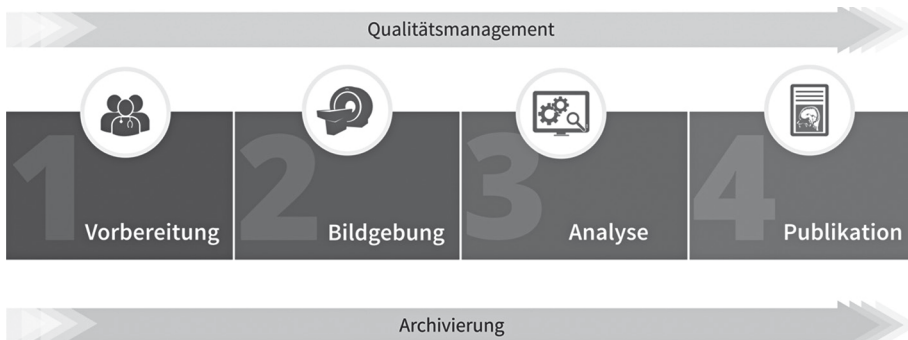 Qualitätsmanagement
1 Vorbereitung
2 Bildgebung
3 Analyse
4 Publikation
Archivierung